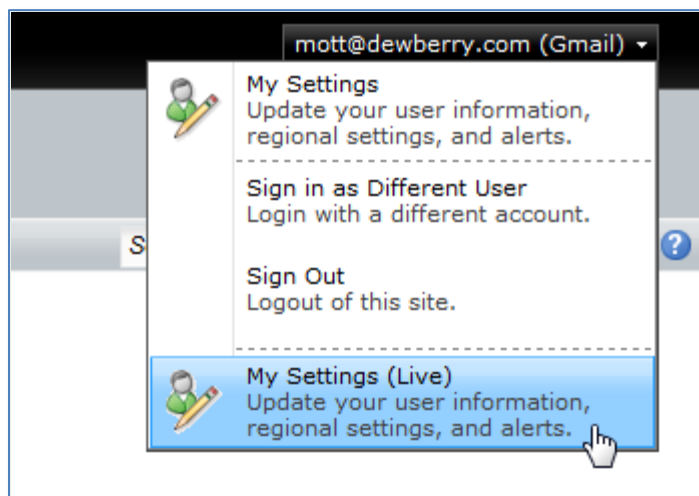 mott@dewberry.com (Gmail)
My Settings
Update your user information,
regional settings, and alerts.
Sign in as Different User
Login with a different account.
S
?
Sign Out
Logout of this site.
My Settings (Live)
Update your user information,
regional settings, and alerts.